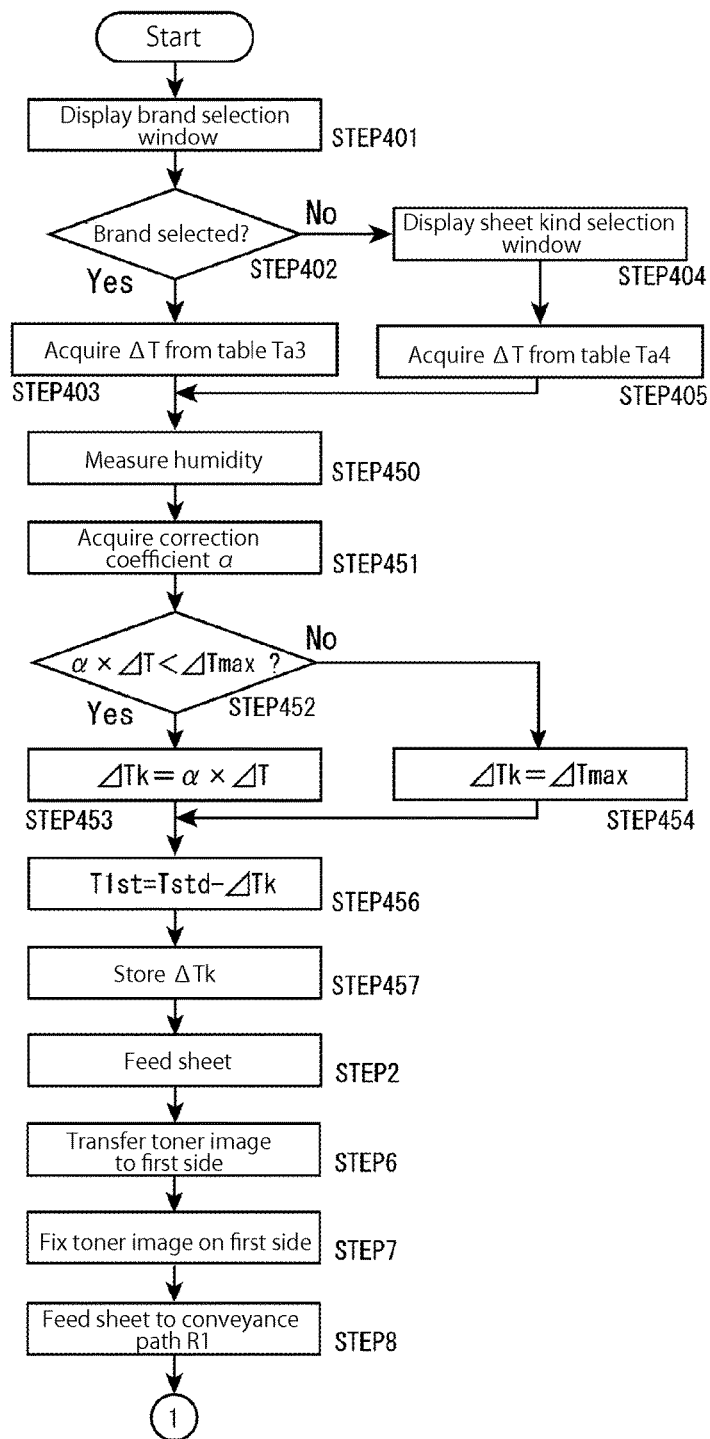 Start
Display brand selection
window
STEP401
Brand selected?
No
STEP402
Yes
Display sheet kind selection
window
STEP404
Acquire ΔT from table Ta3
STEP403
Acquire ΔT from table Ta4
STEP405
Measure humidity
STEP450
Acquire correction
coefficient α
STEP451
α × ⊿T < ⊿Tmax ?
No
STEP452
Yes
⊿Tk = α × ⊿T
STEP453
⊿Tk = ⊿Tmax
STEP454
T1st=Tstd-⊿Tk
STEP456
Store ΔTk
STEP457
Feed sheet
STEP2
Transfer toner image
to first side
STEP6
Fix toner image on first side
STEP7
Feed sheet to conveyance
path R1
STEP8
1